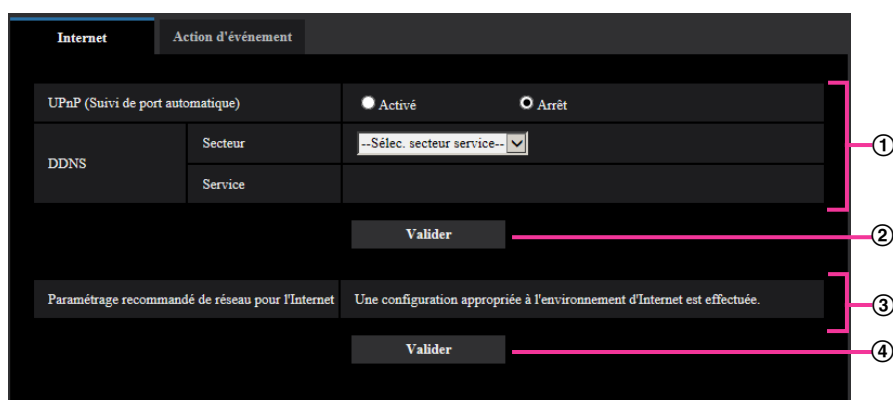 Internet Action d'événement
UPnP (Suivi de port automatique) Activé Arrêt
DDNS Secteur --Sélec. secteur service--
Service
①
Valider ②
Paramétrage recommandé de réseau pour l'Internet Une configuration appropriée à l'environnement d'Internet est effectuée. ③
Valider ④